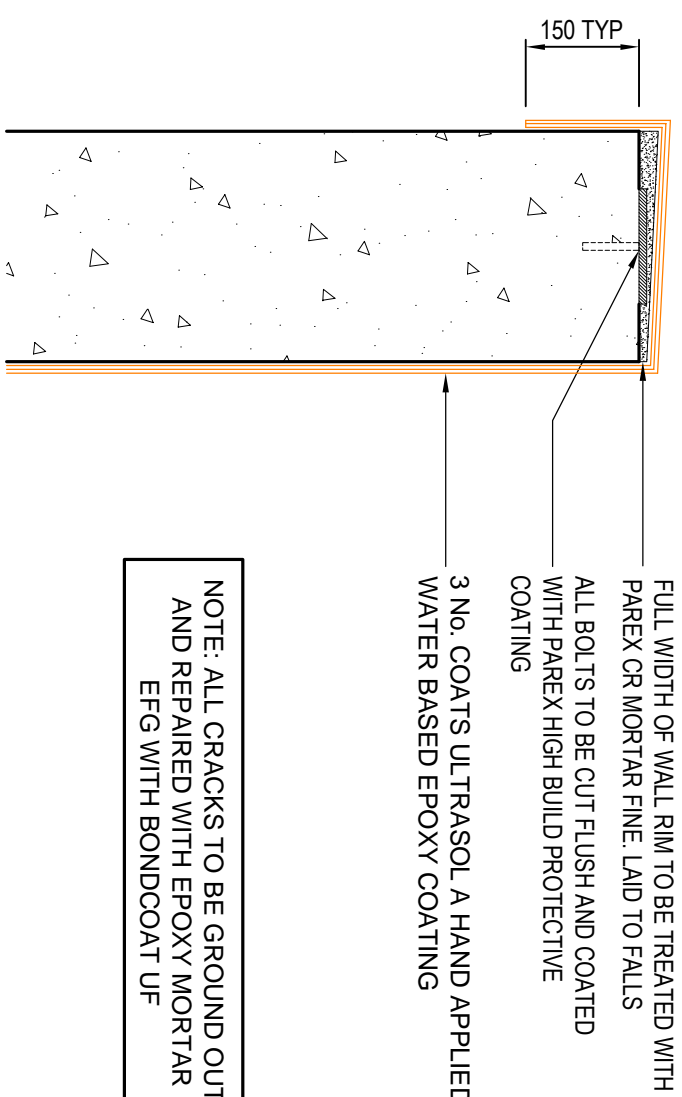 150 TYP
FULL WIDTH OF WALL RIM TO BE TREATED WITH
PAREX CR MORTAR FINE. LAID TO FALLS
ALL BOLTS TO BE CUT FLUSH AND COATED
WITH PAREX HIGH BUILD PROTECTIVE
COATING
3 No. COATS ULTRASOL A HAND APPLIED
WATER BASED EPOXY COATING
NOTE: ALL CRACKS TO BE GROUND OUT
AND REPAIRED WITH EPOXY MORTAR
EFG WITH BONDCOAT UF